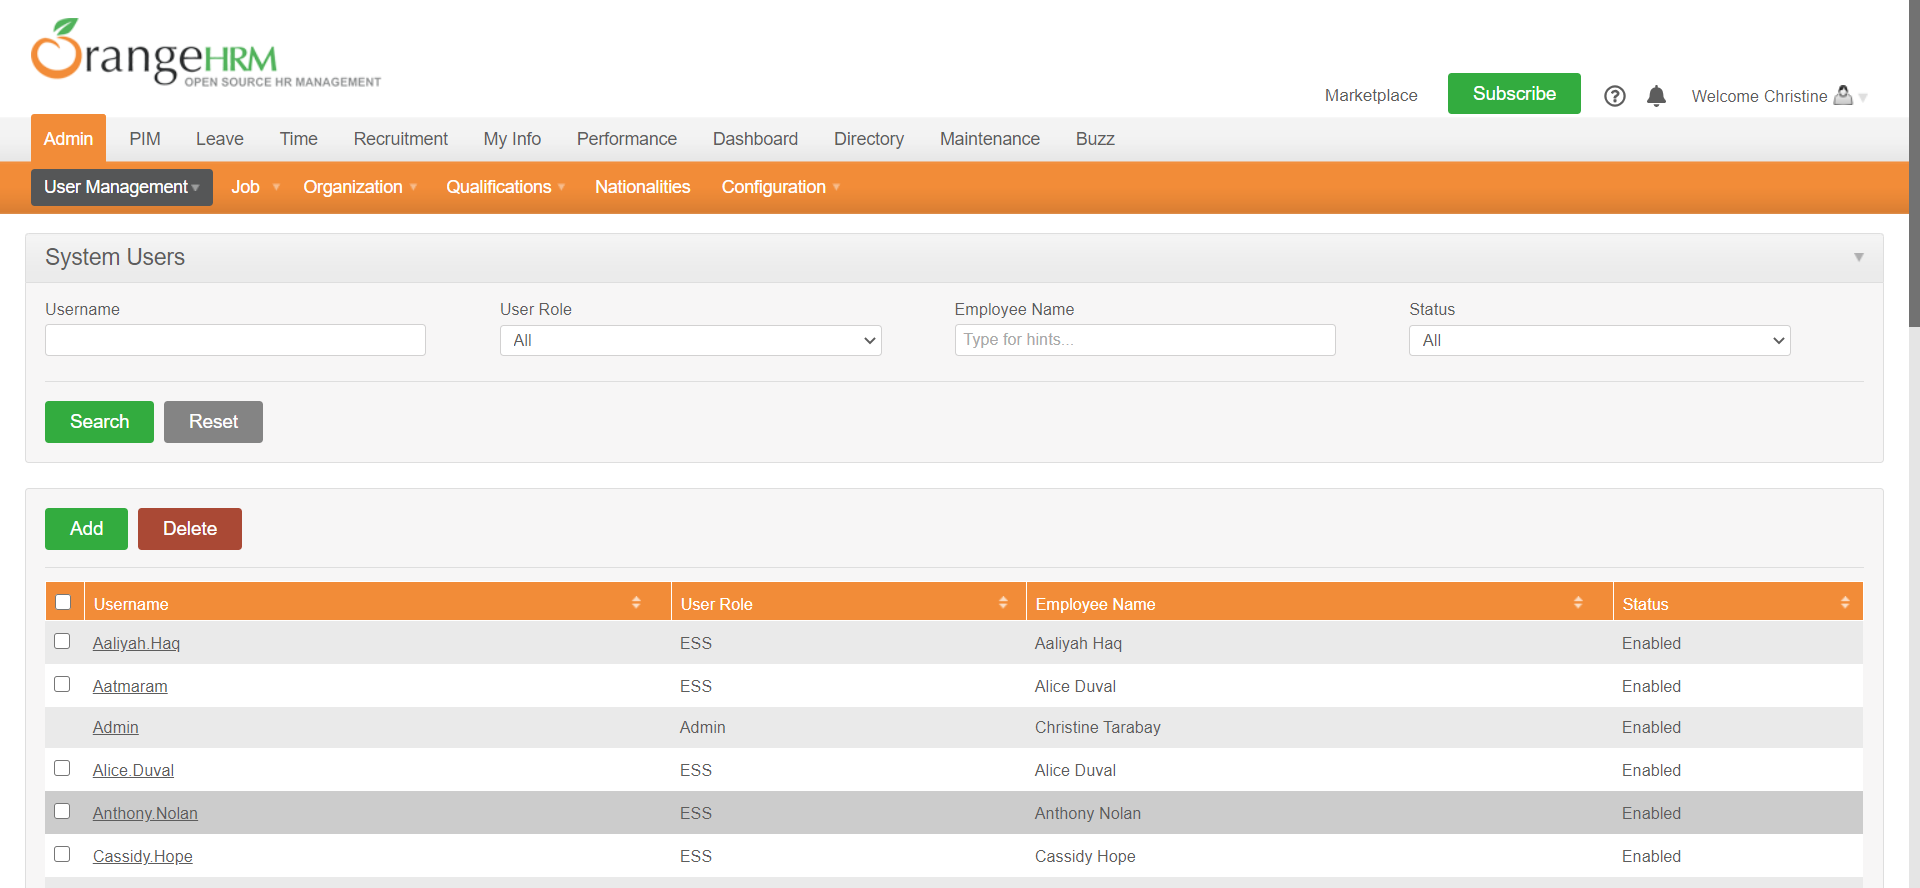 OrangeHRM
OPEN SOURCE HR MANAGEMENT
Marketplace Subscribe Welcome Christine
Admin PIM Leave Time Recruitment My Info Performance Dashboard Directory Maintenance Buzz
User Management Job Organization Qualifications Nationalities Configuration
System Users
Username User Role Employee Name Status
All Type for hints... All
Search Reset
Add Delete
Username User Role Employee Name Status
Aaliyah.Haq ESS Aaliyah Haq Enabled
Aatmaram ESS Alice Duval Enabled
Admin Admin Christine Tarabay Enabled
Alice.Duval ESS Alice Duval Enabled
Anthony.Nolan ESS Anthony Nolan Enabled
Cassidy.Hope ESS Cassidy Hope Enabled